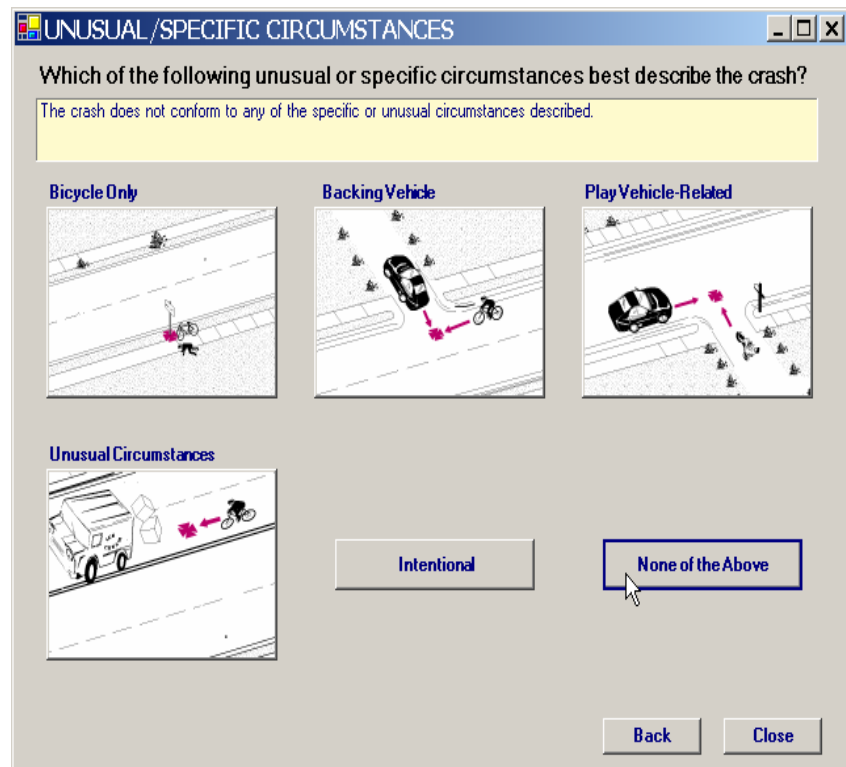 UNUSUAL/SPECIFIC CIRCUMSTANCES
Which of the following unusual or specific circumstances best describe the crash?
The crash does not conform to any of the specific or unusual circumstances described.
Bicycle Only
Backing Vehicle
Play Vehicle-Related
Unusual Circumstances
Intentional
None of the Above
Back
Close